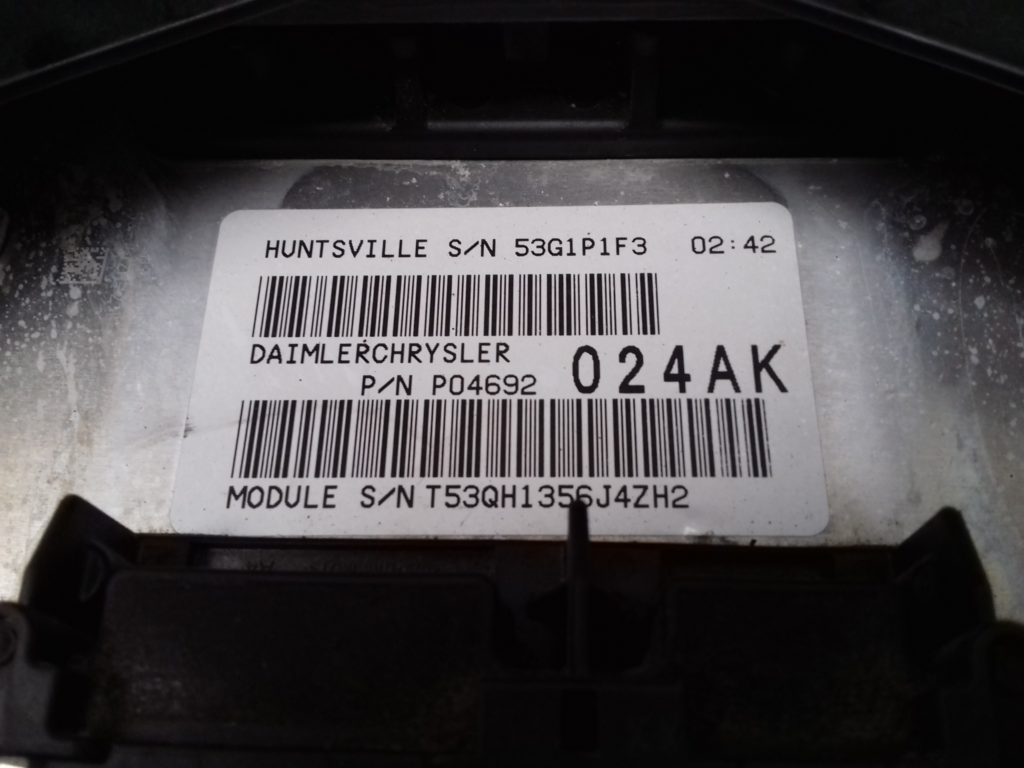 HUNTSVILLE S/N 53G1P1F3 02:42
DAIMLERCHRYSLER
P/N P04692 024AK
MODULE S/N T53QH1356J4ZH2